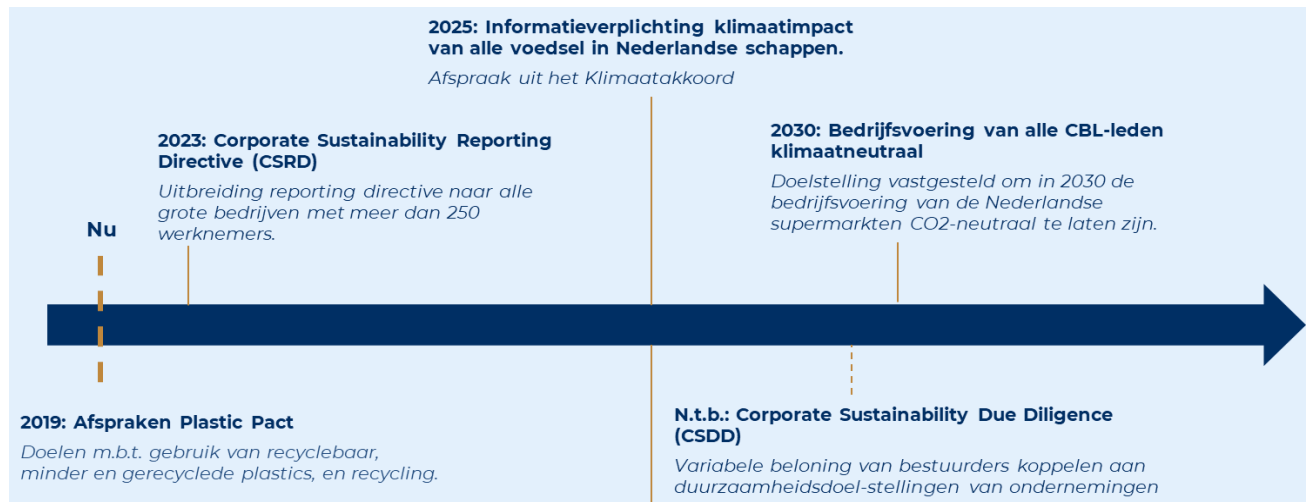 2025: Informatieverplichting klimaatimpact
van alle voedsel in Nederlandse schappen.
Afspraak uit het Klimaatakkoord
2023: Corporate Sustainability Reporting
Directive (CSRD)
Uitbreiding reporting directive naar alle
grote bedrijven met meer dan 250
werknemers.
2030: Bedrijfsvoering van alle CBL-leden
klimaatneutraal
Doelstelling vastgesteld om in 2030 de
bedrijfsvoering van de Nederlandse
supermarkten CO2-neutraal te laten zijn.
Nu
2019: Afspraken Plastic Pact
Doelen m.b.t. gebruik van recyclebaar,
minder en gerecyclede plastics, en recycling.
N.t.b.: Corporate Sustainability Due Diligence
(CSDD)
Variabele beloning van bestuurders koppelen aan
duurzaamheidsdoel-stellingen van ondernemingen